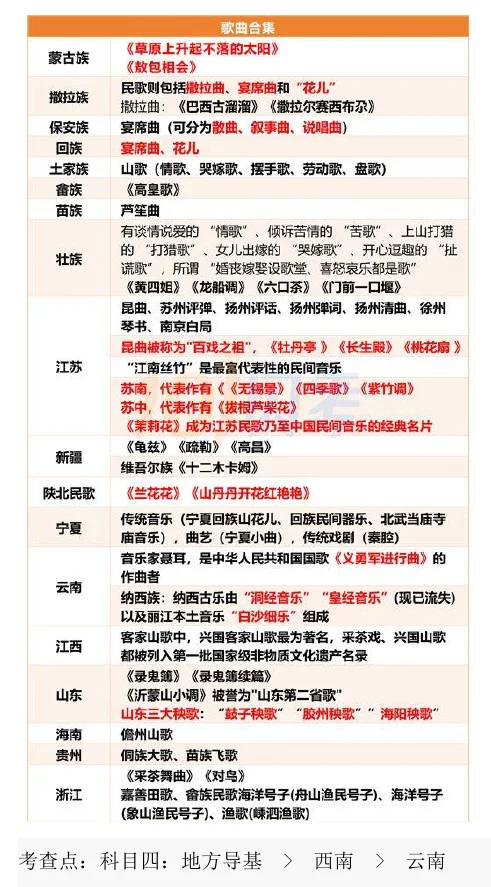 歌曲合集
蒙古族
《草原上升起不落的太阳》
《敖包相会》
撒拉族
民歌则包括撒拉曲、宴席曲和“花儿”
撒拉曲：《巴西古溜溜》《撒拉尔赛西布尕》
保安族
宴席曲（可分为散曲、叙事曲、说唱曲）
回族
宴席曲、花儿
土家族
山歌（情歌、哭嫁歌、摆手歌、劳动歌、盘歌）
畲族
《高皇歌》
苗族
芦笙曲
壮族
有谈情说爱的“情歌”、倾诉苦情的“苦歌”、上山打猎
的“打猎歌”、女儿出嫁的“哭嫁歌”、开心逗趣的“扯
谎歌”，所谓“婚丧嫁娶设歌堂、喜怒哀乐都是歌”
《黄四姐》《龙船调》《六口茶》《门前一口堰》
江苏
昆曲、苏州评弹、扬州评话、扬州弹词、扬州清曲、徐州
琴书、南京白局
昆曲被称为"百戏之祖"，《牡丹亭 》《长生殿》《桃花扇 》
“江南丝竹”是最富代表性的民间音乐
苏南，代表作有《《无锡景》《四季歌》《紫竹调》
苏中，代表作有《拔根芦柴花》
《茉莉花》成为江苏民歌乃至中国民间音乐的经典名片
新疆
《龟兹》《疏勒》《高昌》
维吾尔族《十二木卡姆》
陕北民歌
《兰花花》《山丹丹开花红艳艳》
宁夏
传统音乐（宁夏回族山花儿、回族民间器乐、北武当庙寺
庙音乐），曲艺（宁夏小曲），传统戏剧（秦腔）
云南
音乐家聂耳，是中华人民共和国国歌《义勇军进行曲》的
作曲者
纳西族：纳西古乐由“洞经音乐”“皇经音乐”(现已流失)
以及丽江本土音乐“白沙细乐”组成
江西
客家山歌中，兴国客家山歌最为著名，采茶戏、兴国山歌
都被列入第一批国家级非物质文化遗产名录
山东
《录鬼簿》《录鬼簿续篇》
《沂蒙山小调》被誉为"山东第二省歌"
山东三大秧歌：“鼓子秧歌”“胶州秧歌”“海阳秧歌”
海南
儋州山歌
贵州
侗族大歌、苗族飞歌
浙江
《采茶舞曲》《对鸟》
嘉善田歌、畲族民歌海洋号子(舟山渔民号子)、海洋号子
(象山渔民号子)、渔歌(嵊泗渔歌)
考查点：科目四：地方导基 > 西南 > 云南